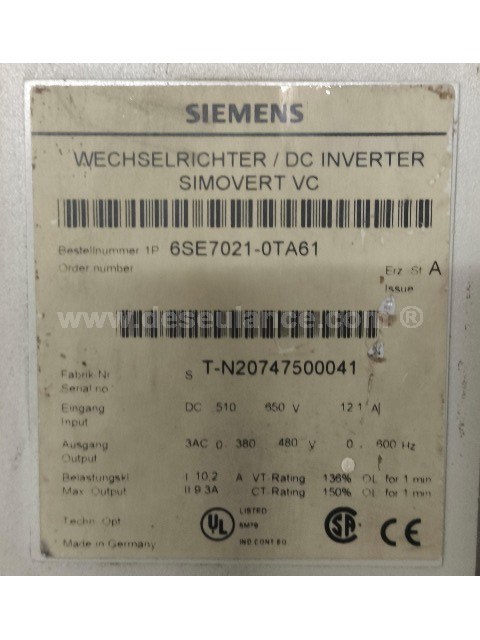 SIEMENS
WECHSELRICHTER / DC INVERTER
SIMOVERT VC
Bestellnummer 1P 6SE7021-0TA61
Order number
Erz.-St. A
Issue
www.deseulance.com ®
Fabrik-Nr S T-N20747500041
Serial no
Eingang DC 510 650 V 12.1 A
Input
Ausgang 3AC 0 380 480 V 0 600 Hz
Output
Belastungskl I 10.2 A VT-Rating 136% OL for 1 min
Max Output II 9.3A CT-Rating 150% OL for 1 min
Techn. Opt
UL LISTED
IND.CONT.EQ
SA CE
Made in Germany